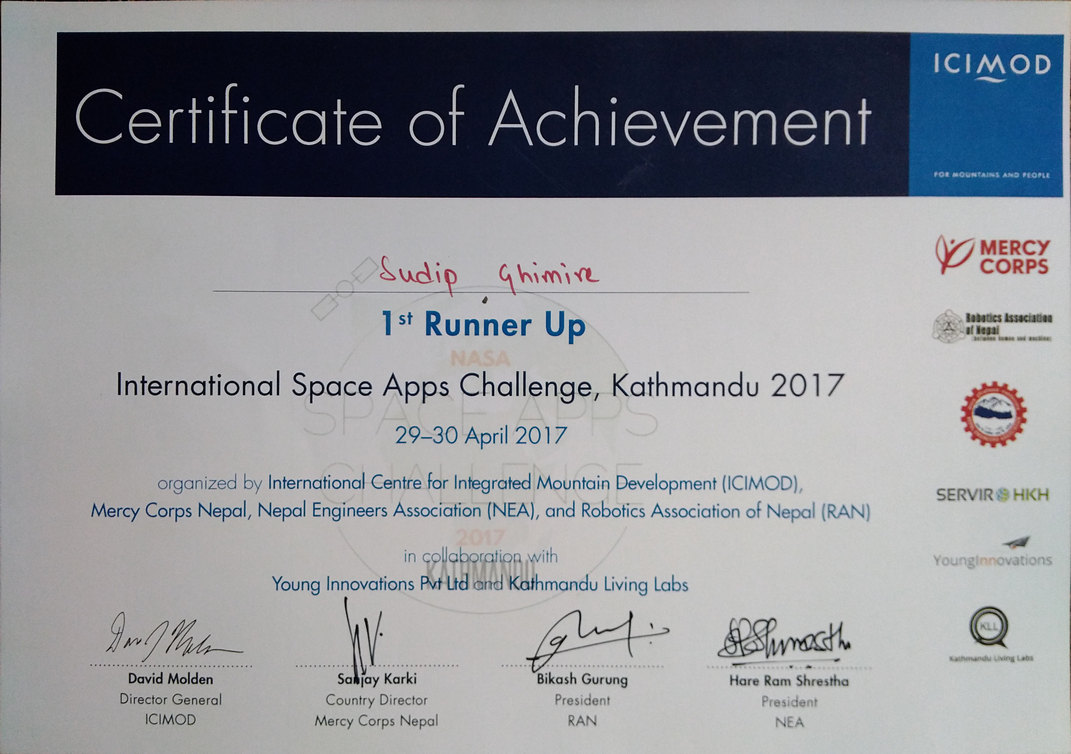 Certificate of Achievement
ICIMOD
FOR MOUNTAINS AND PEOPLE
Sudip Ghimire
1st Runner Up
NASA
International Space Apps Challenge, Kathmandu 2017
SPACE APPS
29–30 April 2017
CHALLENGE
organized by International Centre for Integrated Mountain Development (ICIMOD),
Mercy Corps Nepal, Nepal Engineers Association (NEA), and Robotics Association of Nepal (RAN)
2017
in collaboration with
KATHMANDU
Young Innovations Pvt Ltd and Kathmandu Living Labs
David Molden
Director General
ICIMOD
Sanjay Karki
Country Director
Mercy Corps Nepal
Bikash Gurung
President
RAN
Hare Ram Shrestha
President
NEA
MERCY
CORPS
Robotics Association
of Nepal
SERVIR HKH
YoungInnovations
KLL
Kathmandu Living Labs